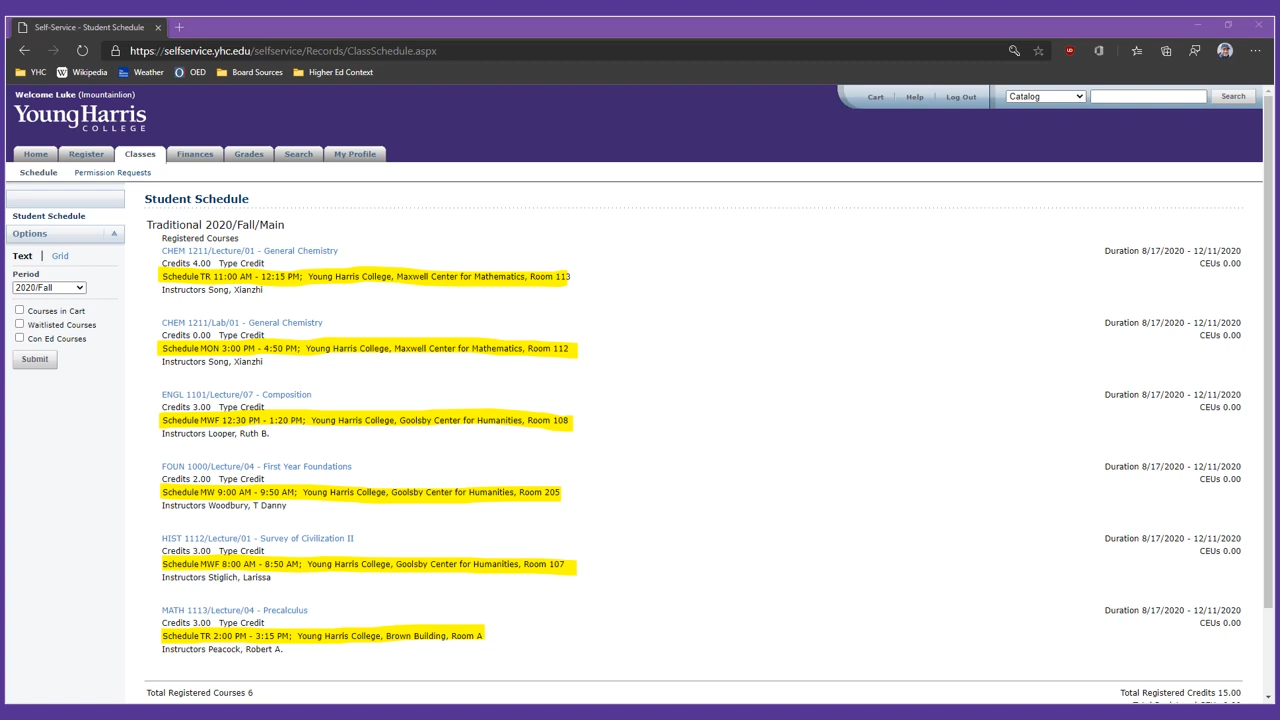 Self-Service - Student Schedule
https://selfservice.yhc.edu/selfservice/Records/ClassSchedule.aspx
YHC Wikipedia Weather OED Board Sources Higher Ed Context
Welcome Luke (lmountainlion)
Young Harris
COLLEGE
Cart Help Log Out Catalog Search
Home Register Classes Finances Grades Search My Profile
Schedule Permission Requests
Student Schedule
Options
Text | Grid
Period
2020/Fall
Courses in Cart
Waitlisted Courses
Con Ed Courses
Submit
Student Schedule
Traditional 2020/Fall/Main
Registered Courses
CHEM 1211/Lecture/01 - General Chemistry Duration 8/17/2020 - 12/11/2020
Credits 4.00 Type Credit CEUs 0.00
Schedule TR 11:00 AM - 12:15 PM; Young Harris College, Maxwell Center for Mathematics, Room 113
Instructors Song, Xianzhi
CHEM 1211/Lab/01 - General Chemistry Duration 8/17/2020 - 12/11/2020
Credits 0.00 Type Credit CEUs 0.00
Schedule MON 3:00 PM - 4:50 PM; Young Harris College, Maxwell Center for Mathematics, Room 112
Instructors Song, Xianzhi
ENGL 1101/Lecture/07 - Composition Duration 8/17/2020 - 12/11/2020
Credits 3.00 Type Credit CEUs 0.00
Schedule MWF 12:30 PM - 1:20 PM; Young Harris College, Goolsby Center for Humanities, Room 108
Instructors Looper, Ruth B.
FOUN 1000/Lecture/04 - First Year Foundations Duration 8/17/2020 - 12/11/2020
Credits 2.00 Type Credit CEUs 0.00
Schedule MW 9:00 AM - 9:50 AM; Young Harris College, Goolsby Center for Humanities, Room 205
Instructors Woodbury, T Danny
HIST 1112/Lecture/01 - Survey of Civilization II Duration 8/17/2020 - 12/11/2020
Credits 3.00 Type Credit CEUs 0.00
Schedule MWF 8:00 AM - 8:50 AM; Young Harris College, Goolsby Center for Humanities, Room 107
Instructors Stiglich, Larissa
MATH 1113/Lecture/04 - Precalculus Duration 8/17/2020 - 12/11/2020
Credits 3.00 Type Credit CEUs 0.00
Schedule TR 2:00 PM - 3:15 PM; Young Harris College, Brown Building, Room A
Instructors Peacock, Robert A.
Total Registered Courses 6 Total Registered Credits 15.00